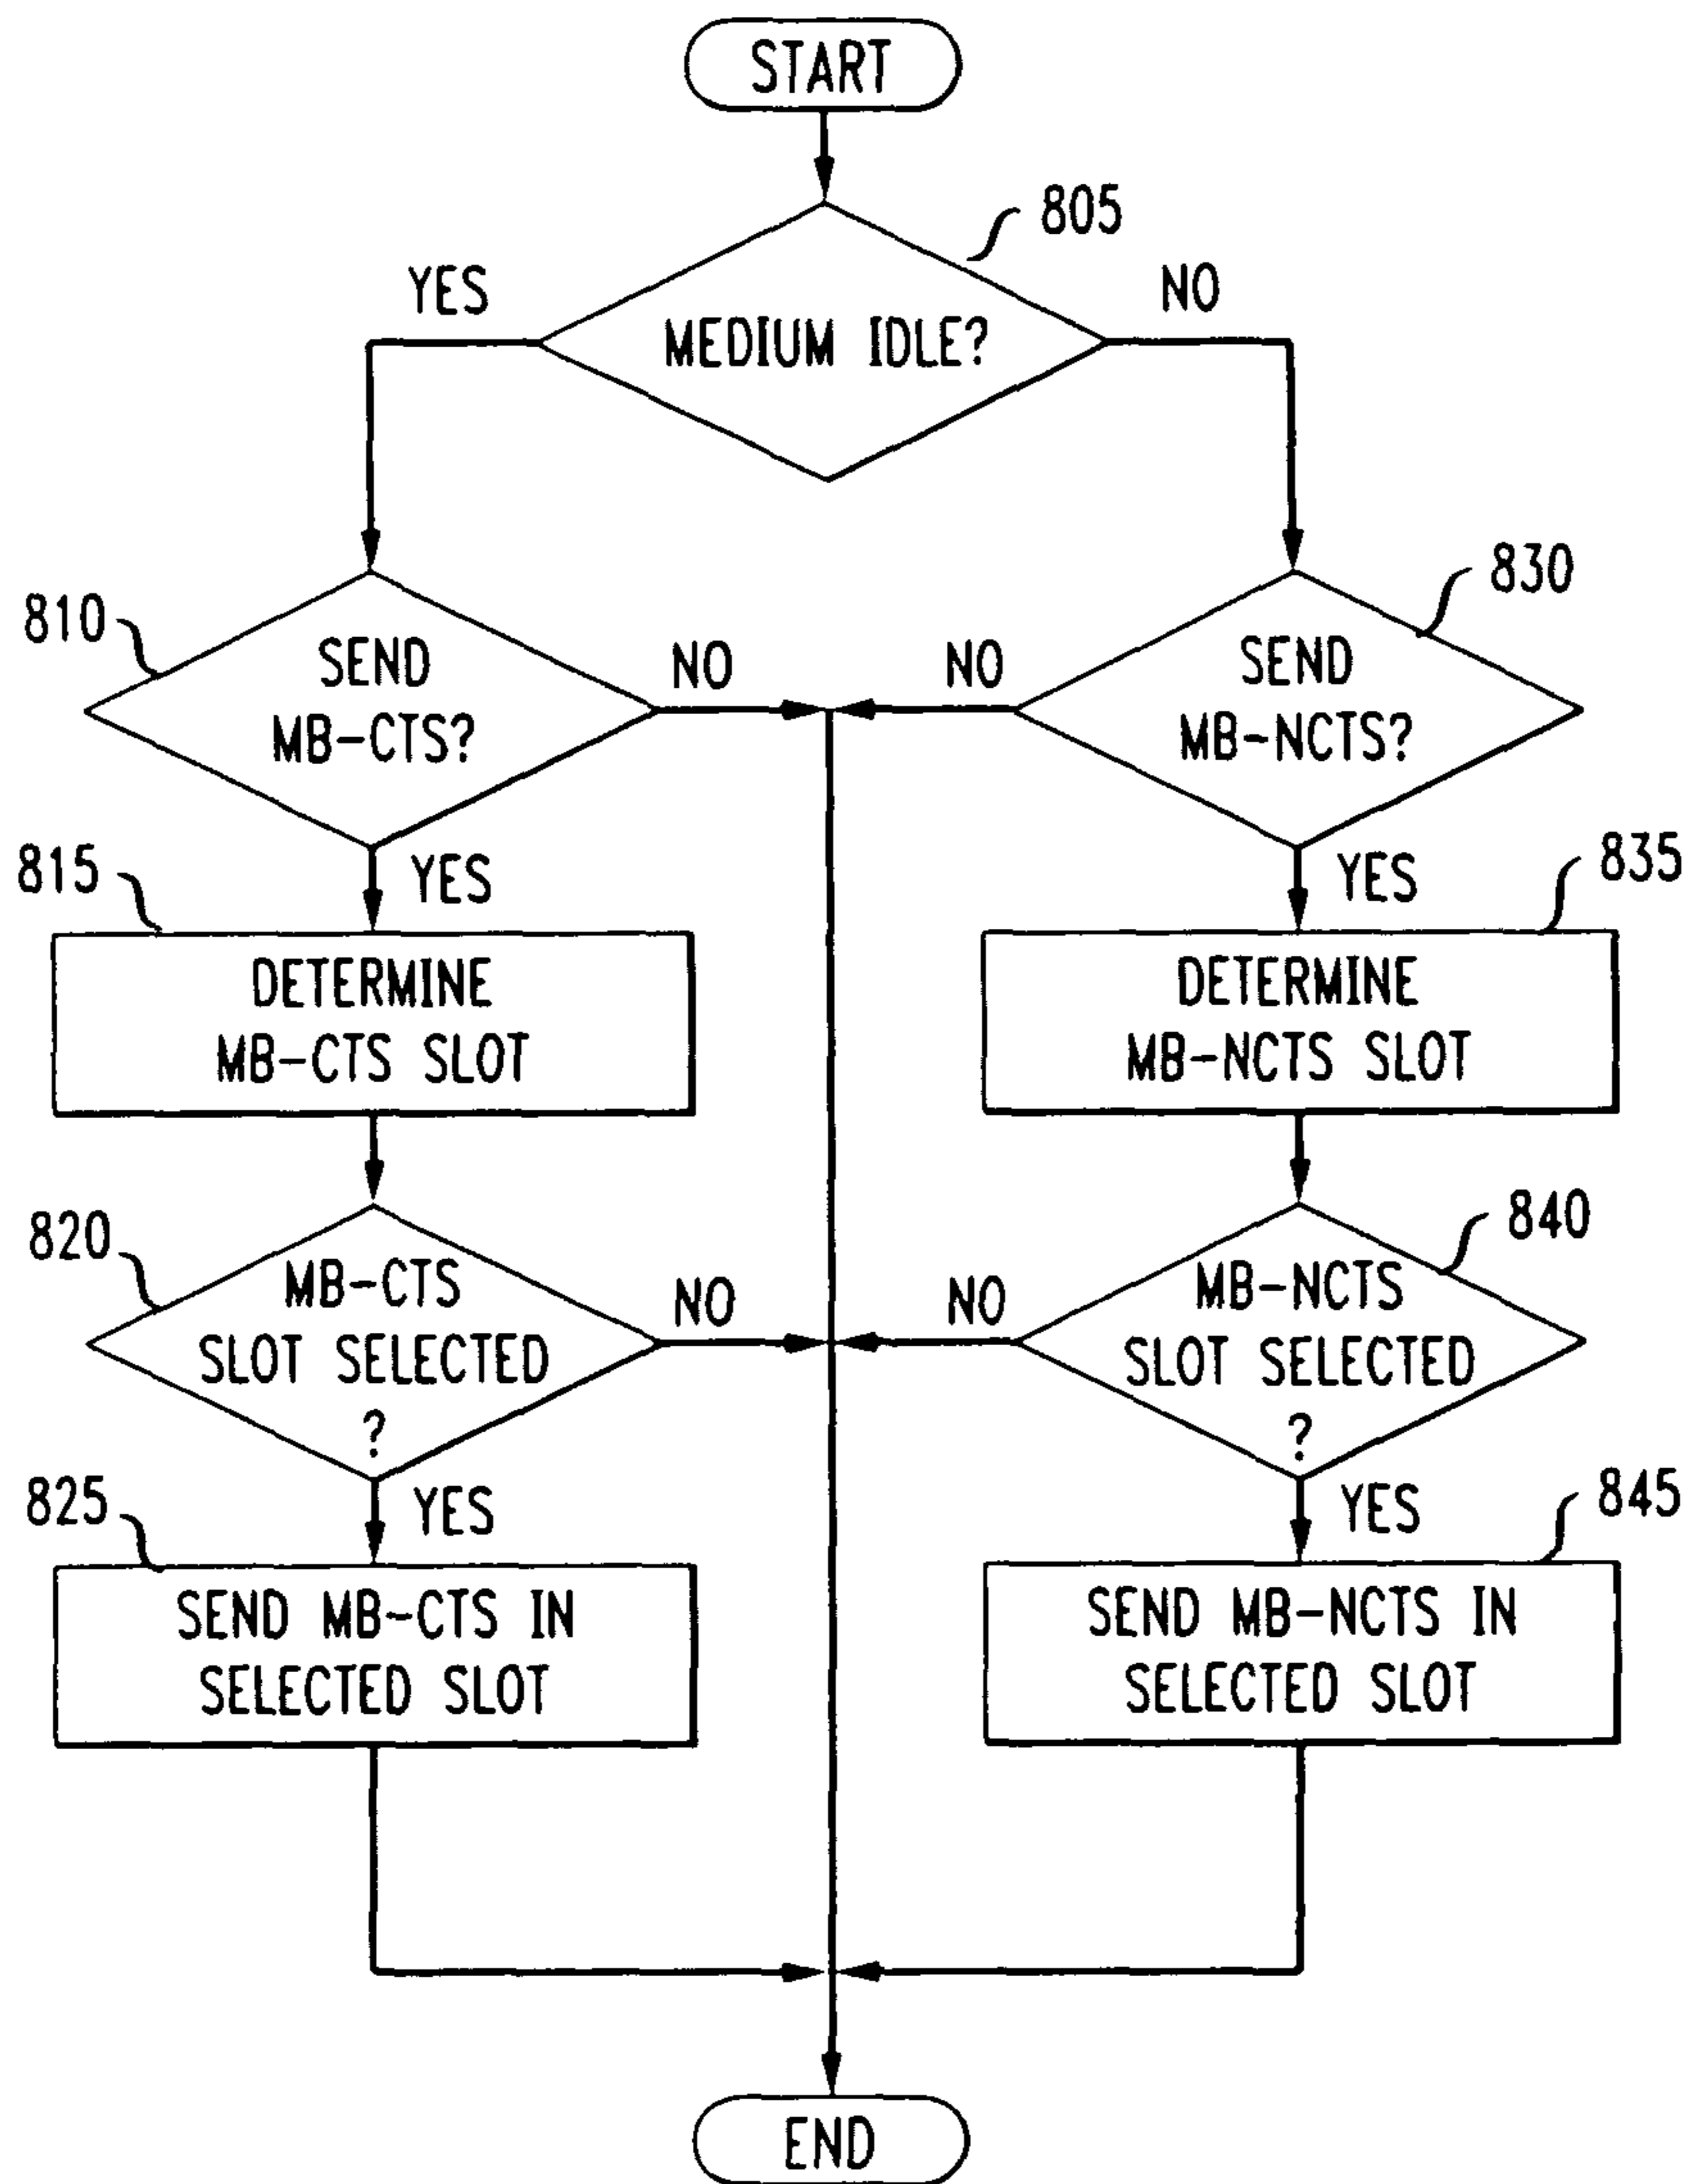 START
805
YES
NO
MEDIUM IDLE?
810
830
SEND
MB-CTS?
NO
NO
SEND
MB-NCTS?
815
YES
YES
835
DETERMINE
MB-CTS SLOT
DETERMINE
MB-NCTS SLOT
820
840
MB-CTS
SLOT SELECTED
?
NO
NO
MB-NCTS
SLOT SELECTED
?
825
YES
YES
845
SEND MB-CTS IN
SELECTED SLOT
SEND MB-NCTS IN
SELECTED SLOT
END